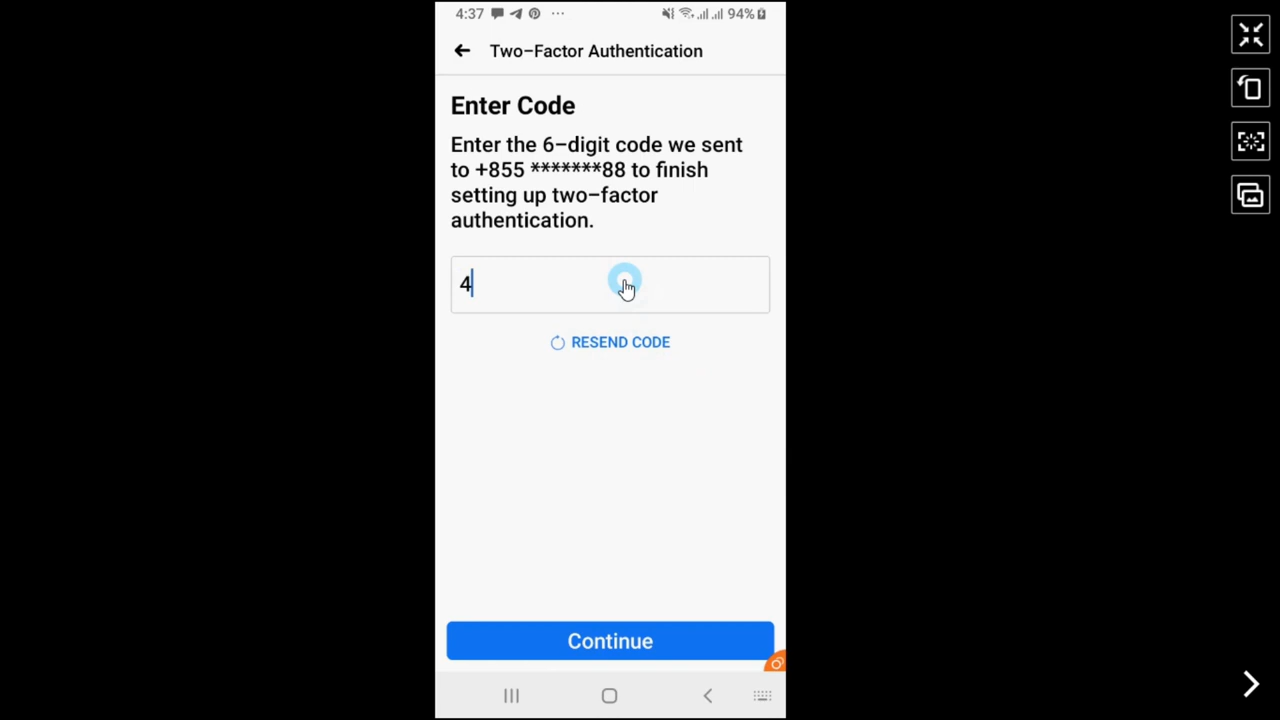 4:37 94%
Two-Factor Authentication
Enter Code
Enter the 6-digit code we sent
to +855 *******88 to finish
setting up two-factor
authentication.
4
RESEND CODE
Continue